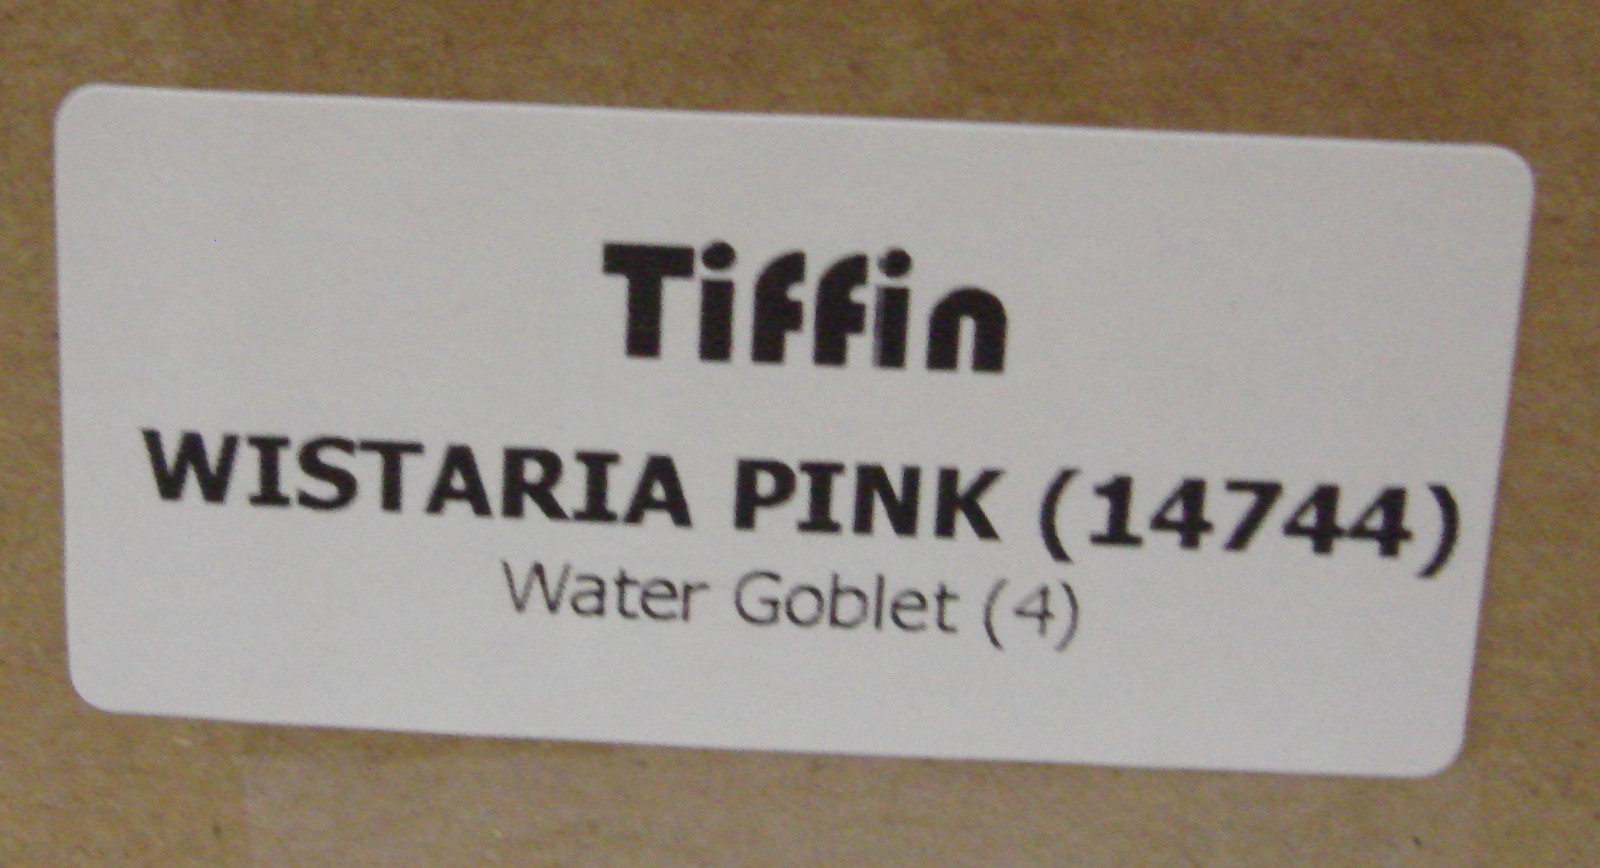 Tiffin
WISTARIA PINK (14744)
Water Goblet (4)